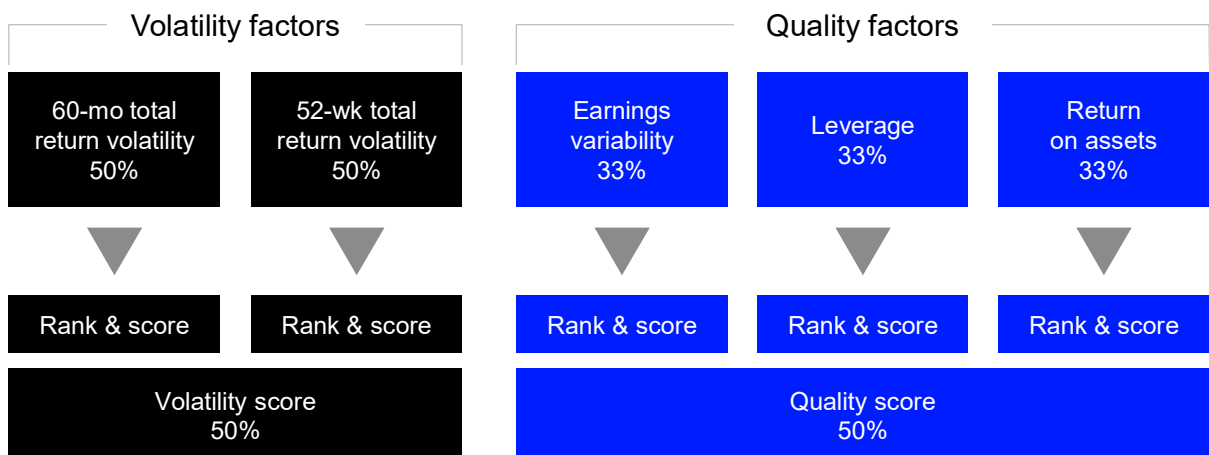 Volatility factors
Quality factors
60-mo total
return volatility
50%
52-wk total
return volatility
50%
Earnings
variability
33%
Leverage
33%
Return
on assets
33%
Rank & score
Rank & score
Rank & score
Rank & score
Rank & score
Volatility score
50%
Quality score
50%